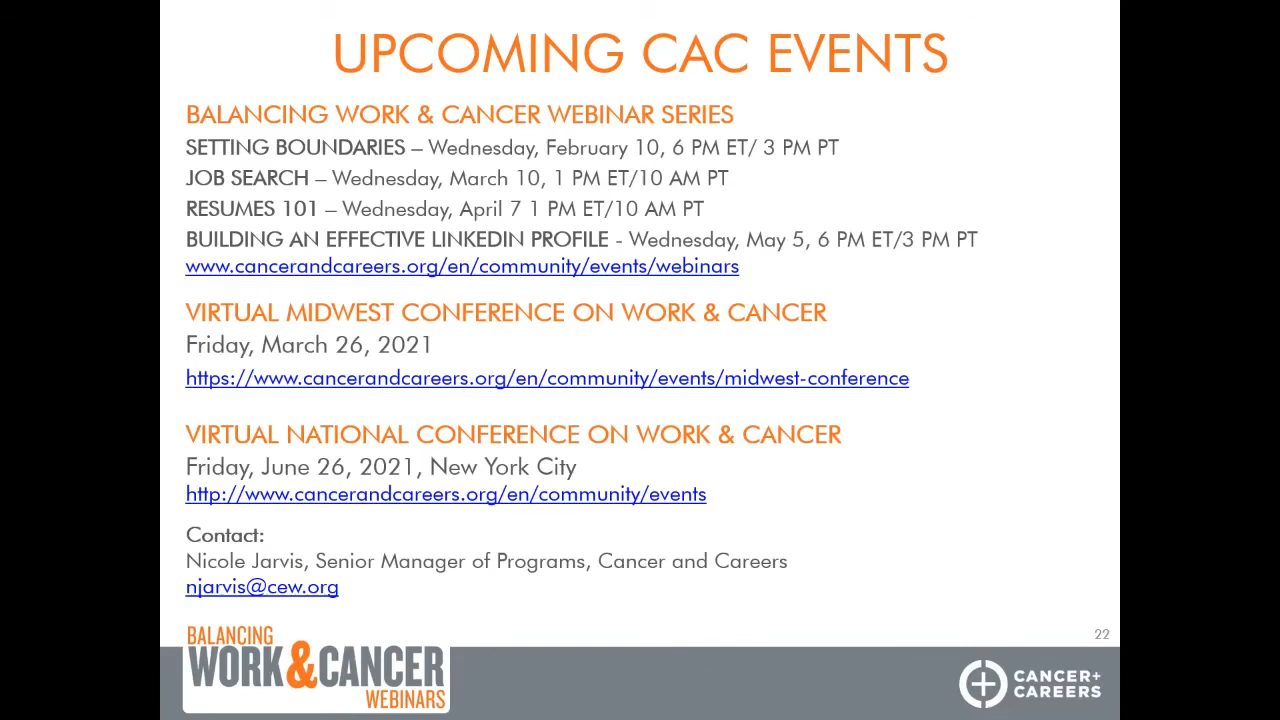 UPCOMING CAC EVENTS
BALANCING WORK & CANCER WEBINAR SERIES
SETTING BOUNDARIES – Wednesday, February 10, 6 PM ET/ 3 PM PT
JOB SEARCH – Wednesday, March 10, 1 PM ET/10 AM PT
RESUMES 101 – Wednesday, April 7 1 PM ET/10 AM PT
BUILDING AN EFFECTIVE LINKEDIN PROFILE - Wednesday, May 5, 6 PM ET/3 PM PT
www.cancerandcareers.org/en/community/events/webinars
VIRTUAL MIDWEST CONFERENCE ON WORK & CANCER
Friday, March 26, 2021
https://www.cancerandcareers.org/en/community/events/midwest-conference
VIRTUAL NATIONAL CONFERENCE ON WORK & CANCER
Friday, June 26, 2021, New York City
http://www.cancerandcareers.org/en/community/events
Contact:
Nicole Jarvis, Senior Manager of Programs, Cancer and Careers
njarvis@cew.org
22
BALANCING
WORK&CANCER
WEBINARS
CANCER+
CAREERS